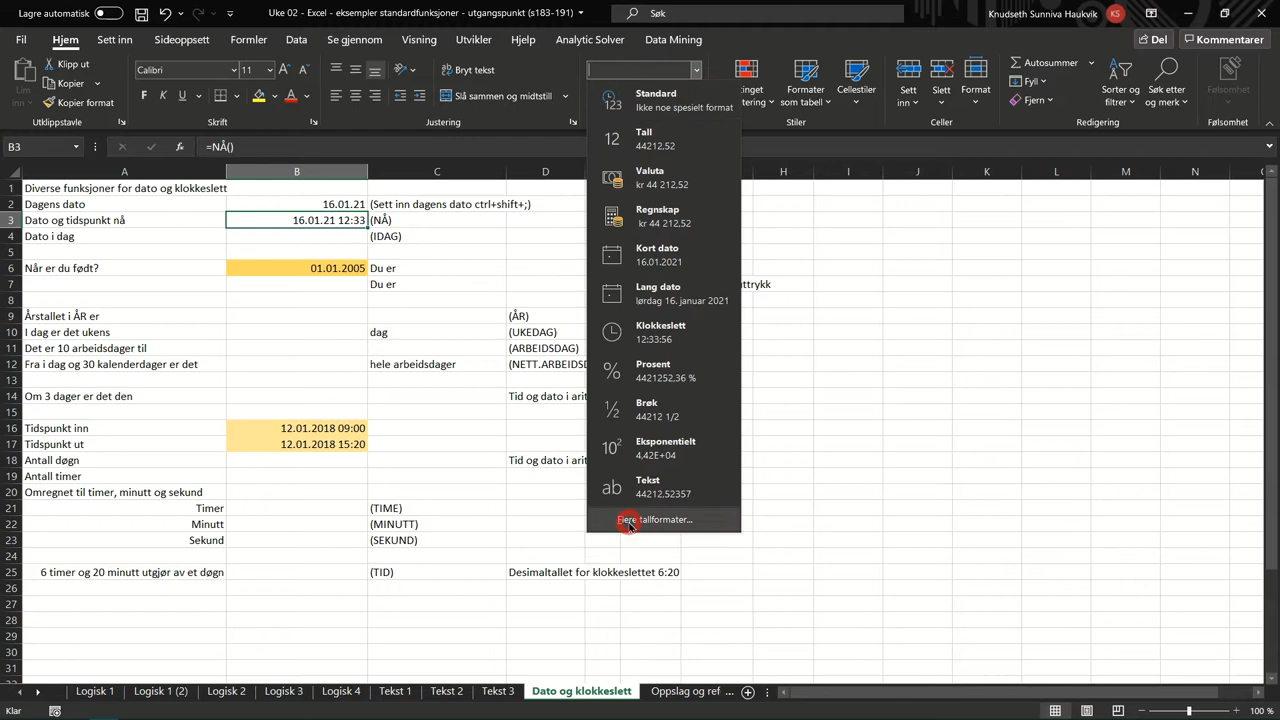 Lagre automatisk
Uke 02 - Excel - eksempler standardfunksjoner - utgangspunkt (s183-191)
Søk
Knudseth Sunniva Haukvik
KS
Fil
Hjem
Sett inn
Sideoppsett
Formler
Data
Se gjennom
Visning
Utvikler
Hjelp
Analytic Solver
Data Mining
Del
Kommentarer
Lim
inn
Klipp ut
Kopier
Kopier format
Utklippstavle
Calibri
11
F
K
U
Skrift
Bryt tekst
Slå sammen og midtstill
Justering
Formater
som tabell
Cellestiler
Stiler
Sett
inn
Slett
Format
Celler
Autosummer
Fyll
Fjern
Sorter og
filtrer
Søk etter
og merk
Redigering
Følsomhet
Følsomhet
B3
fx
=NÅ()
Standard
Ikke noe spesielt format
Tall
44212,52
Valuta
kr 44 212,52
Regnskap
kr 44 212,52
Kort dato
16.01.2021
Lang dato
lørdag 16. januar 2021
Klokkeslett
12:33:56
Prosent
4421252,36 %
Brøk
44212 1/2
Eksponentielt
4,42E+04
Tekst
44212,52357
Flere tallformater...
A B C D H I J K L M N
1 Diverse funksjoner for dato og klokkeslett
2 Dagens dato 16.01.21 (Sett inn dagens dato ctrl+shift+;)
3 Dato og tidspunkt nå 16.01.21 12:33 (NÅ)
4 Dato i dag (IDAG)
5
6 Når er du født? 01.01.2005 Du er
7 Du er uttrykk
8
9 Årstallet i ÅR er (ÅR)
10 I dag er det ukens dag (UKEDAG)
11 Det er 10 arbeidsdager til (ARBEIDSDAG)
12 Fra i dag og 30 kalenderdager er det hele arbeidsdager (NETT.ARBEIDSD
13
14 Om 3 dager er det den Tid og dato i arit
15
16 Tidspunkt inn 12.01.2018 09:00
17 Tidspunkt ut 12.01.2018 15:20
18 Antall døgn Tid og dato i arit
19 Antall timer
20 Omregnet til timer, minutt og sekund
21 Timer (TIME)
22 Minutt (MINUTT)
23 Sekund (SEKUND)
24
25 6 timer og 20 minutt utgjør av et døgn (TID) Desimaltallet for klokkeslettet 6:20
26
27
28
29
30
31
Logisk 1
Logisk 1 (2)
Logisk 2
Logisk 3
Logisk 4
Tekst 1
Tekst 2
Tekst 3
Dato og klokkeslett
Oppslag og ref ...
Klar
100 %